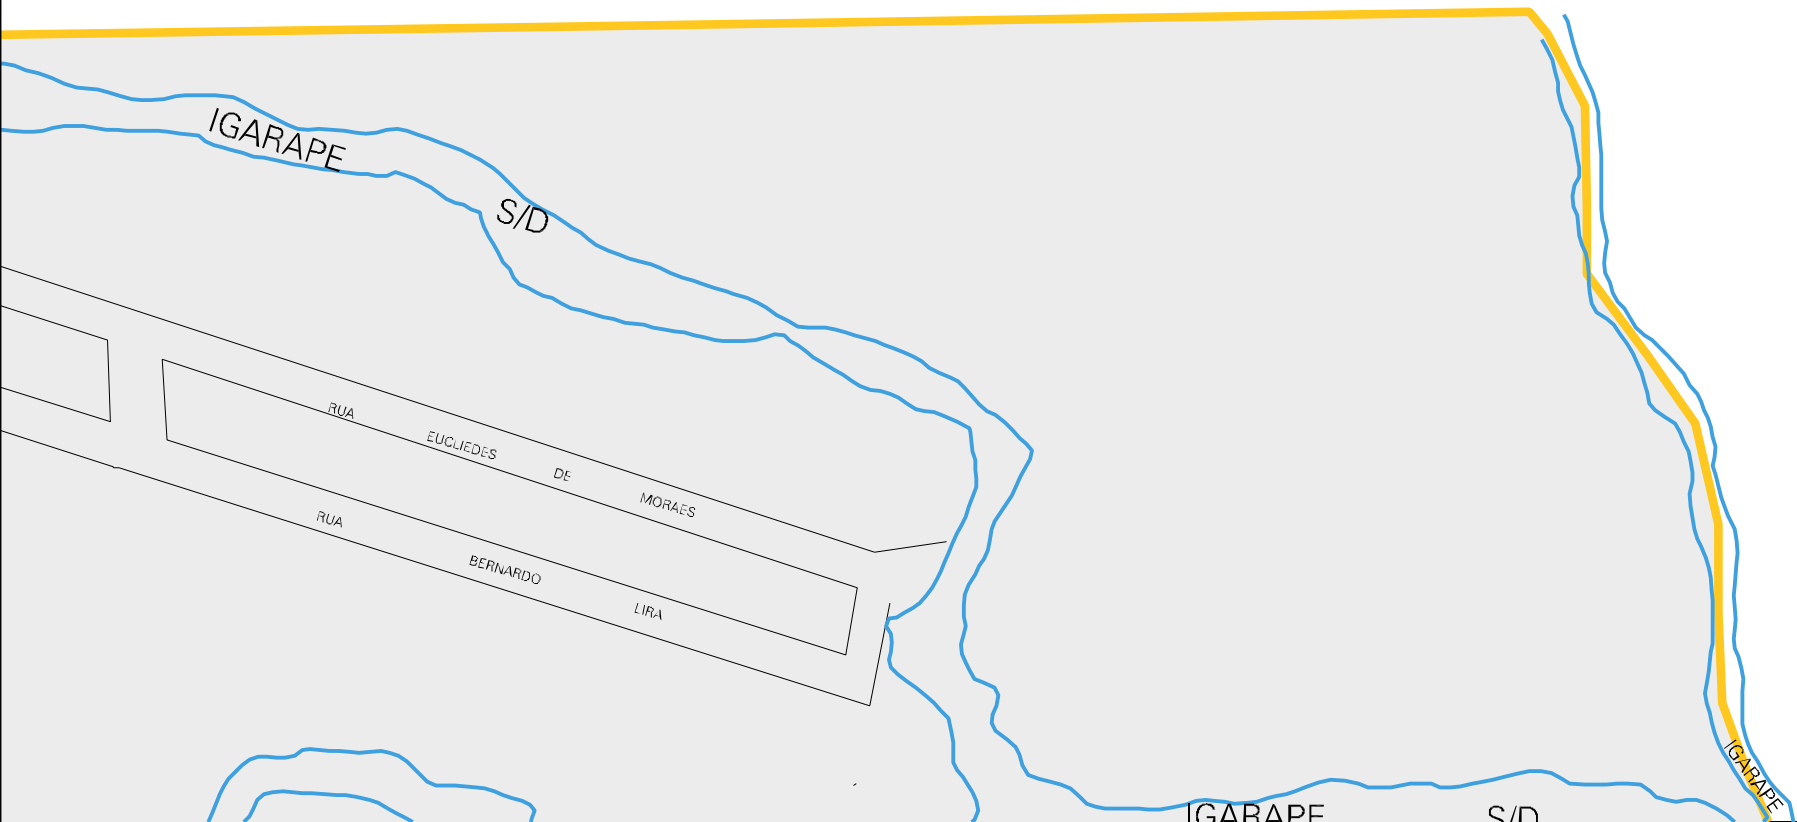 IGARAPE S/D
RUA EUCLIEDES DE MORAES
RUA BERNARDO LIRA
IGARAPE
IGARAPE S/D